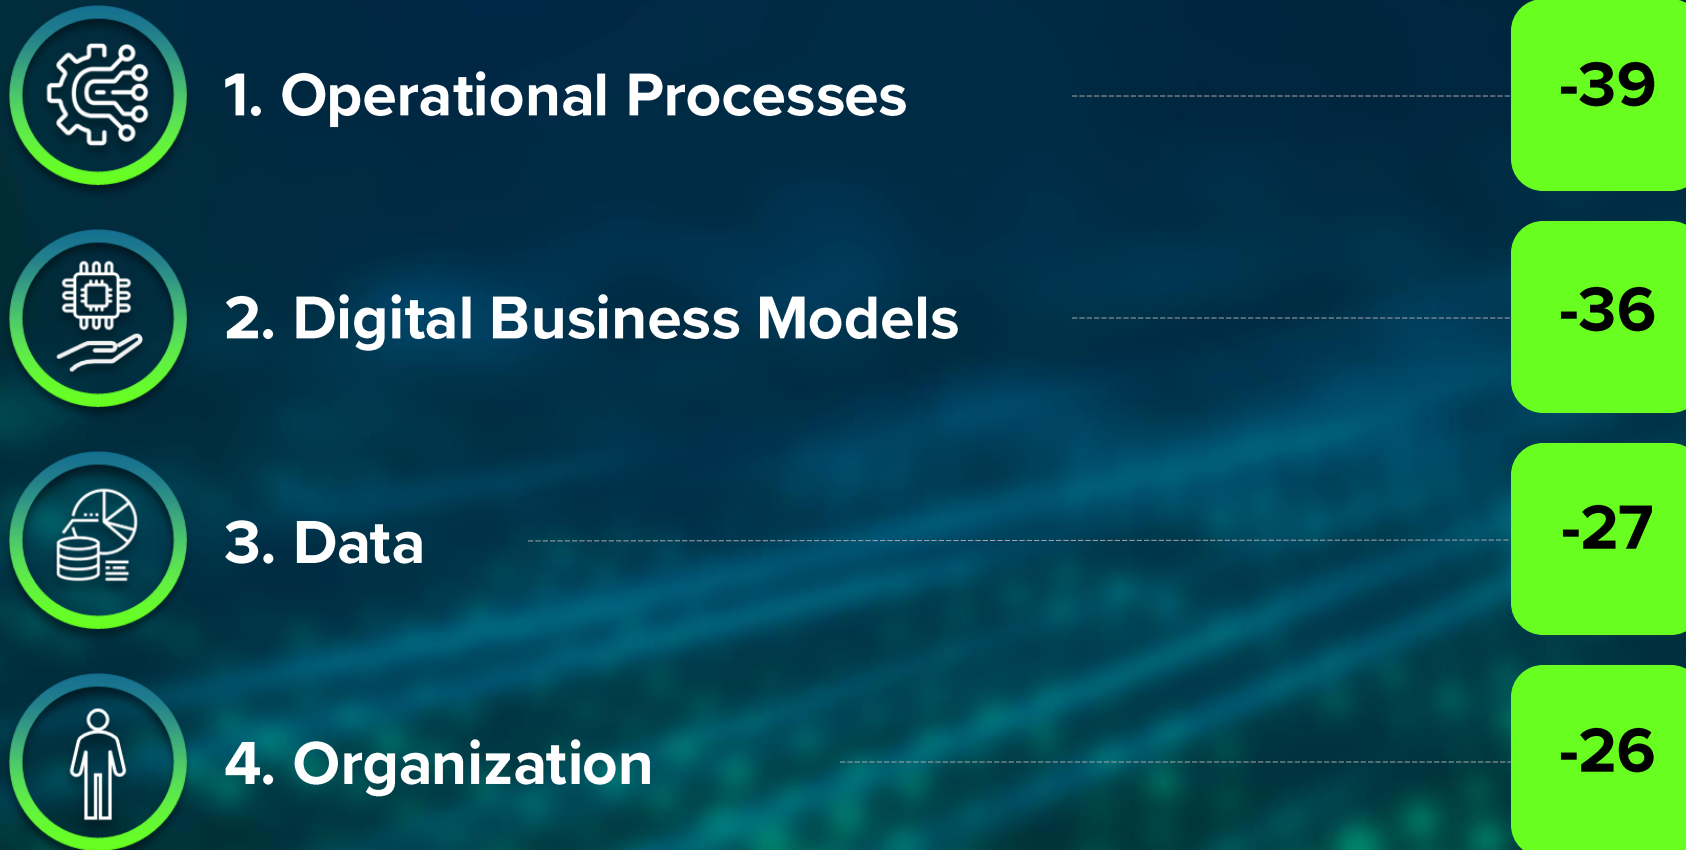 1. Operational Processes -39
2. Digital Business Models -36
3. Data -27
4. Organization -26